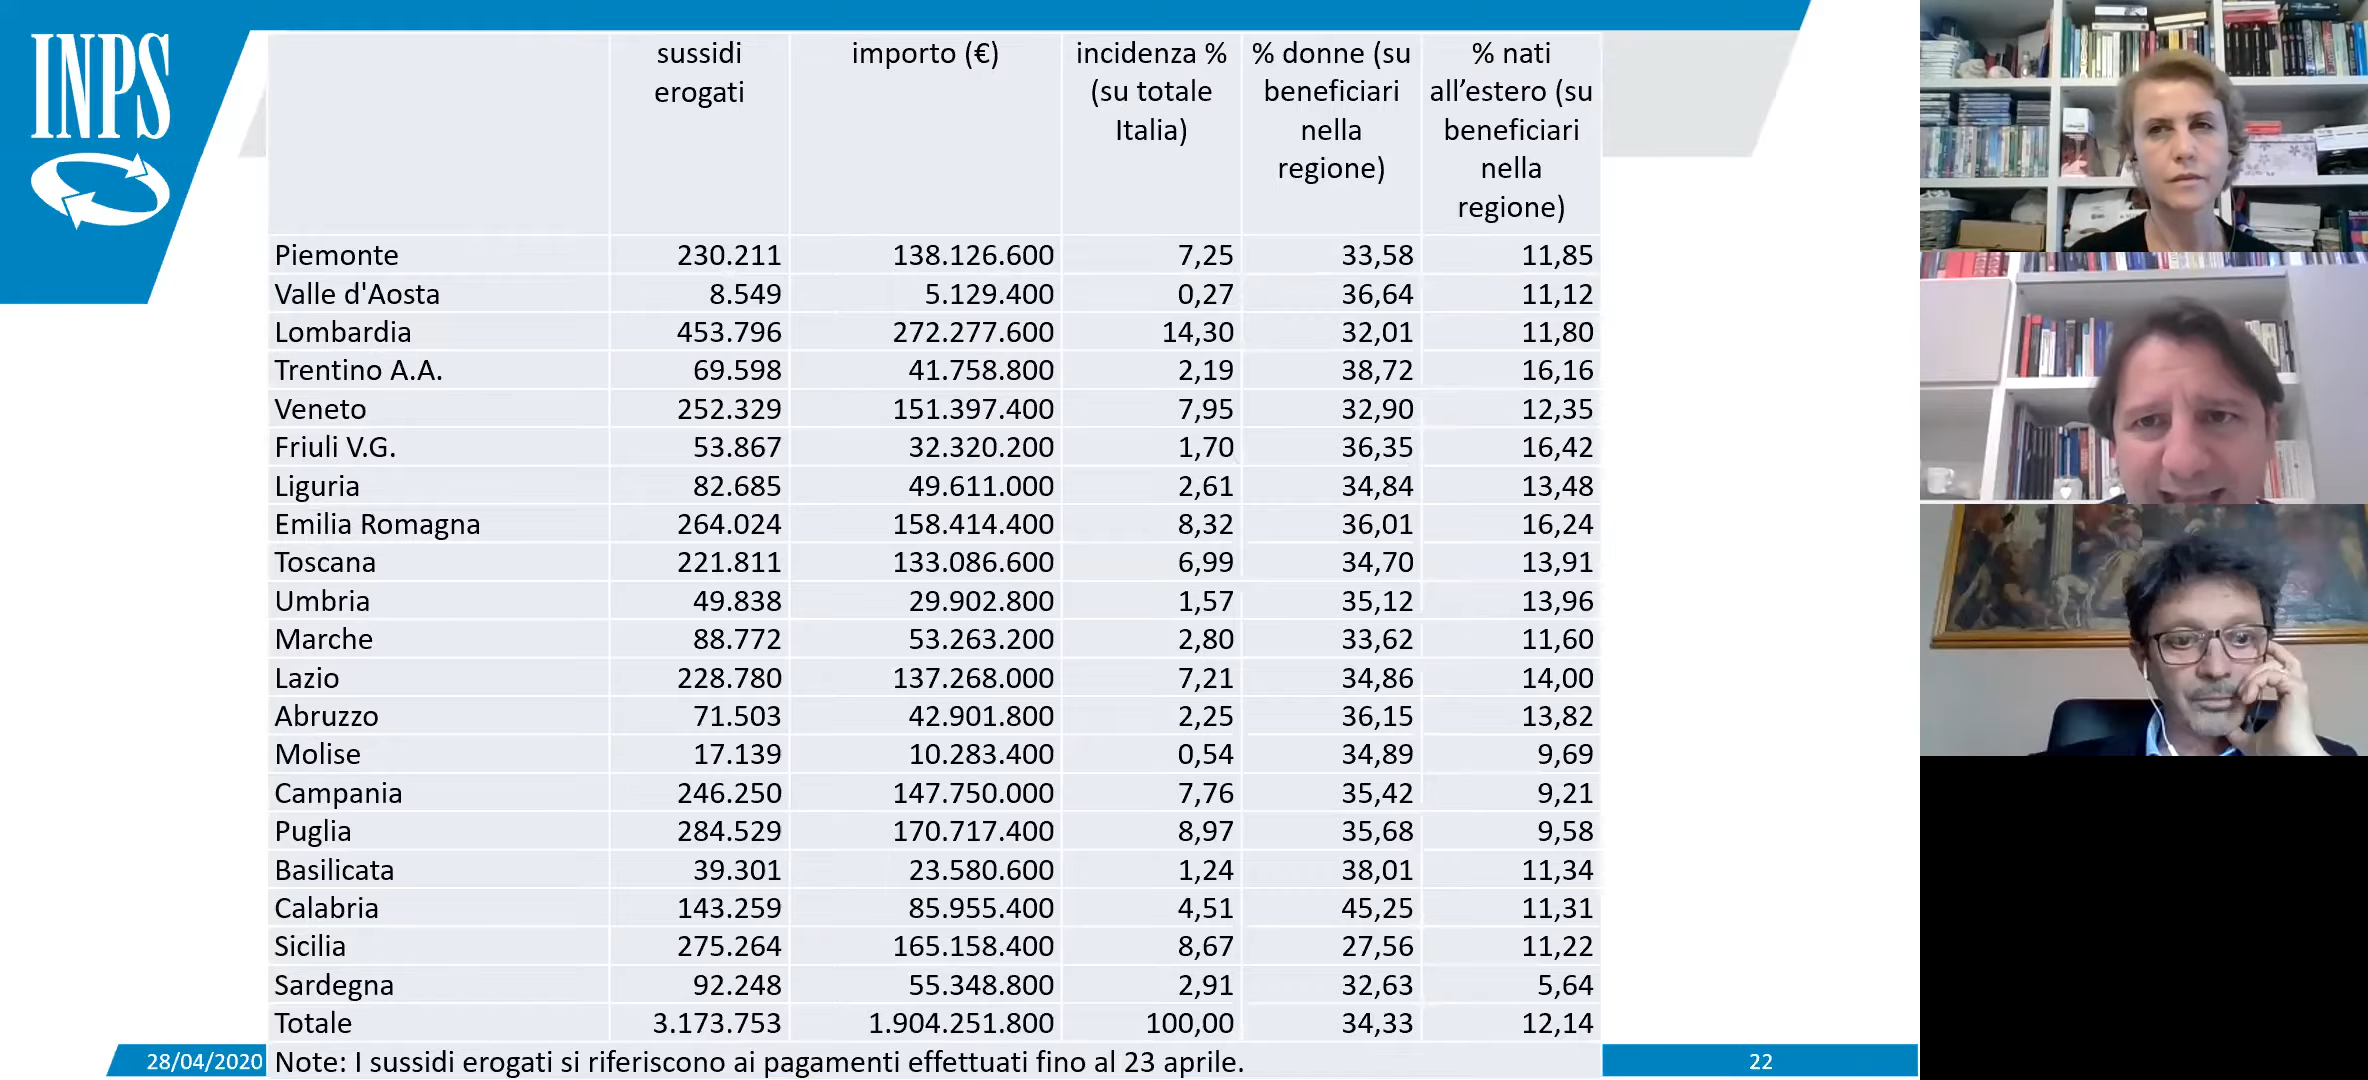 INPS
sussidi erogati importo (€) incidenza % (su totale Italia) % donne (su beneficiari nella regione) % nati all’estero (su beneficiari nella regione)
Piemonte 230.211 138.126.600 7,25 33,58 11,85
Valle d'Aosta 8.549 5.129.400 0,27 36,64 11,12
Lombardia 453.796 272.277.600 14,30 32,01 11,80
Trentino A.A. 69.598 41.758.800 2,19 38,72 16,16
Veneto 252.329 151.397.400 7,95 32,90 12,35
Friuli V.G. 53.867 32.320.200 1,70 36,35 16,42
Liguria 82.685 49.611.000 2,61 34,84 13,48
Emilia Romagna 264.024 158.414.400 8,32 36,01 16,24
Toscana 221.811 133.086.600 6,99 34,70 13,91
Umbria 49.838 29.902.800 1,57 35,12 13,96
Marche 88.772 53.263.200 2,80 33,62 11,60
Lazio 228.780 137.268.000 7,21 34,86 14,00
Abruzzo 71.503 42.901.800 2,25 36,15 13,82
Molise 17.139 10.283.400 0,54 34,89 9,69
Campania 246.250 147.750.000 7,76 35,42 9,21
Puglia 284.529 170.717.400 8,97 35,68 9,58
Basilicata 39.301 23.580.600 1,24 38,01 11,34
Calabria 143.259 85.955.400 4,51 45,25 11,31
Sicilia 275.264 165.158.400 8,67 27,56 11,22
Sardegna 92.248 55.348.800 2,91 32,63 5,64
Totale 3.173.753 1.904.251.800 100,00 34,33 12,14
28/04/2020 Note: I sussidi erogati si riferiscono ai pagamenti effettuati fino al 23 aprile. 22